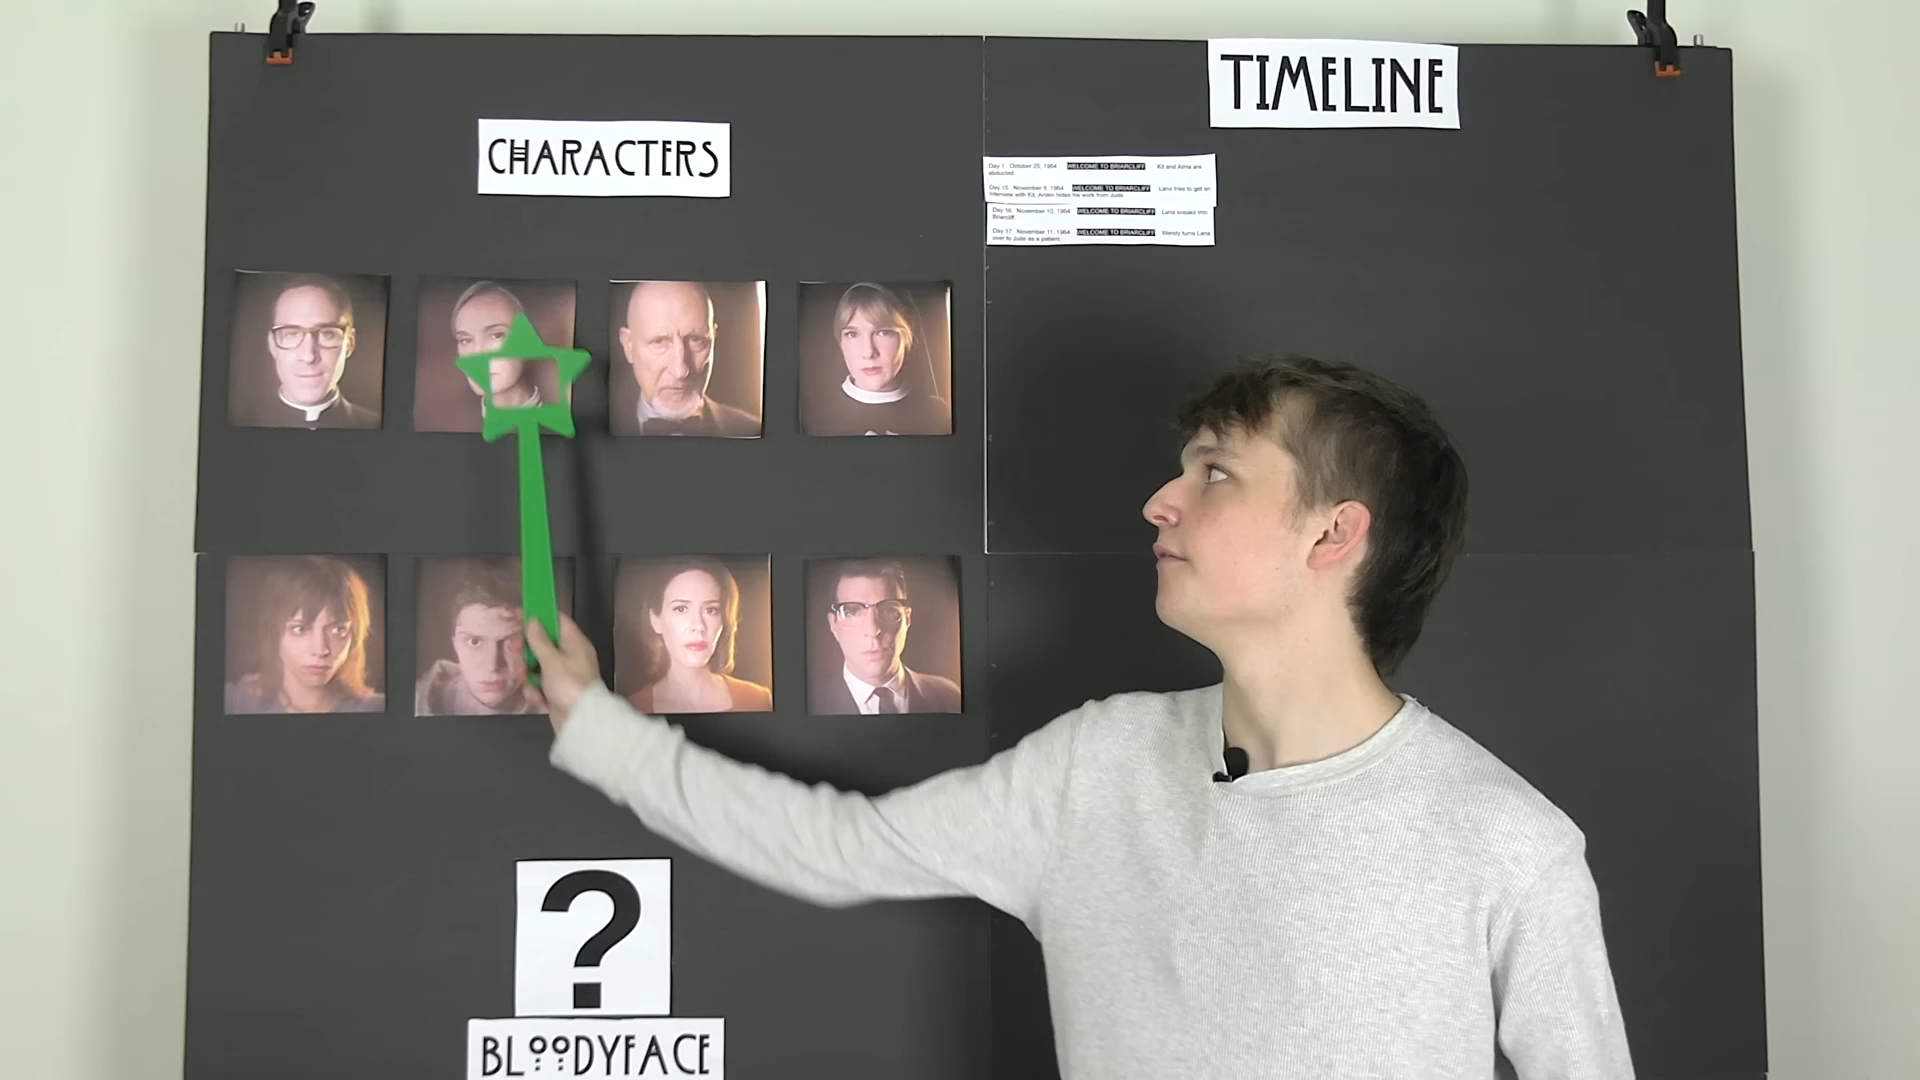 TIMELINE
CHARACTERS
Day 1 October 25, 1964 WELCOME TO BRIARCLIFF Kit and Alma are
abducted
Day 15 November 9, 1964 WELCOME TO BRIARCLIFF Lana tries to get an
interview with Kit, Arden hides his work from Jude
Day 16 November 10, 1964 WELCOME TO BRIARCLIFF Lana sneaks into
Briarcliff
Day 17 November 11, 1964 WELCOME TO BRIARCLIFF Wendy turns Lana
over to Jude as a patient
?
BLOODYFACE